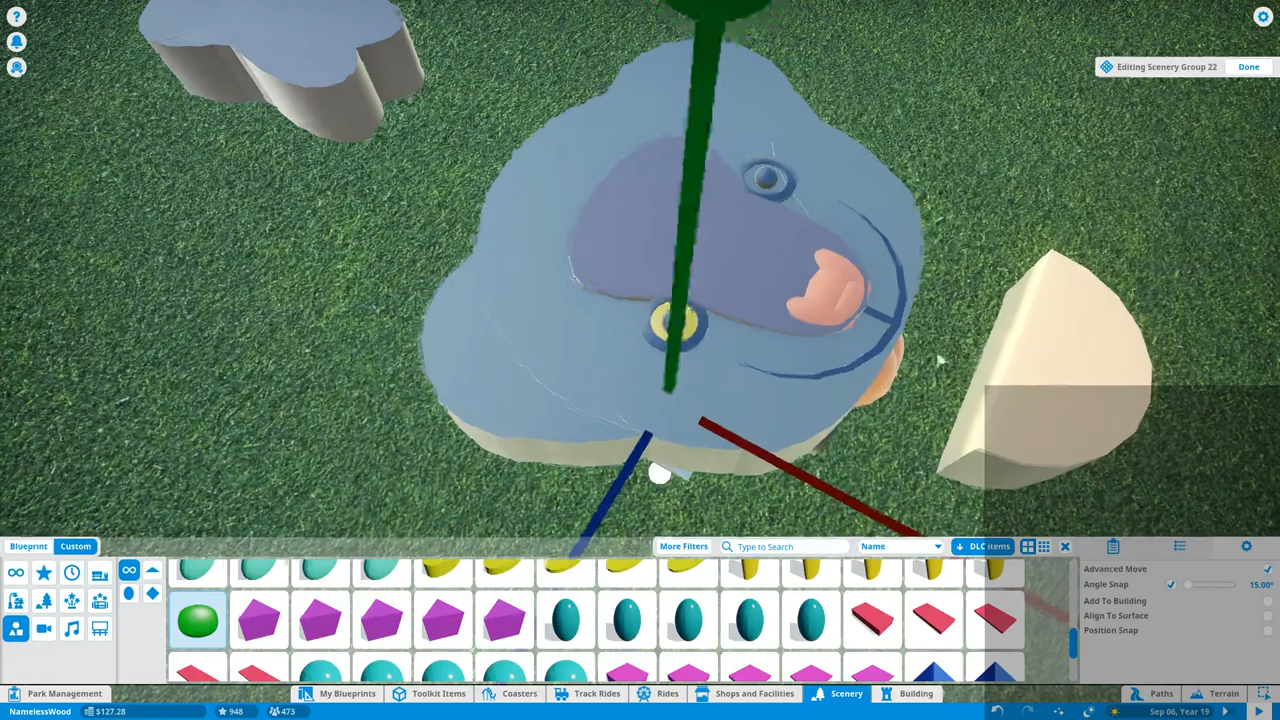 Editing Scenery Group 22 Done
Blueprint Custom More Filters Type to Search Name DLC Items
Advanced Move
Angle Snap 15.00°
Add To Building
Align To Surface
Position Snap
Park Management My Blueprints Toolkit Items Coasters Track Rides Rides Shops and Facilities Scenery Building Paths Terrain
NamelessWood $127.28 948 473 Sep 06, Year 19